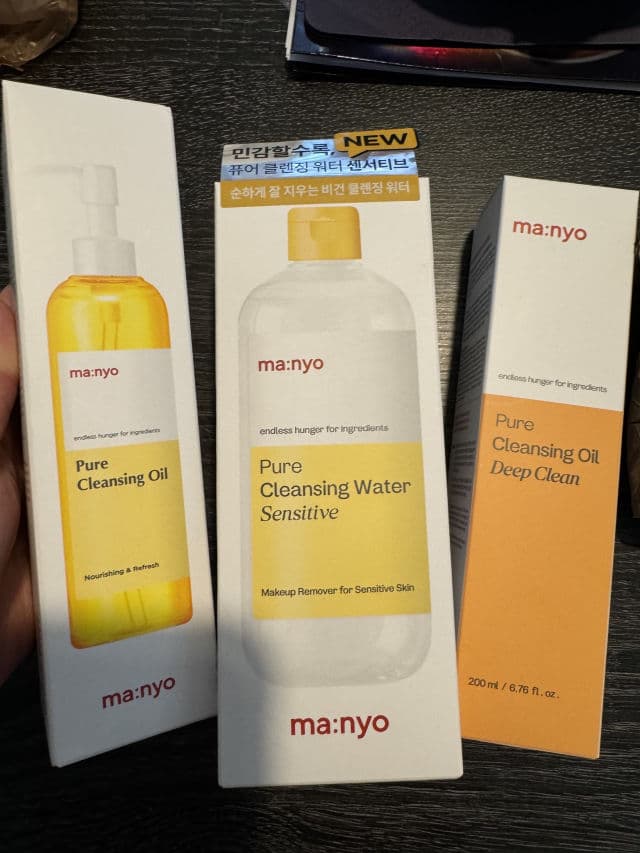 ma:nyo
endless hunger for ingredients
Pure
Cleansing Oil
Nourishing & Refresh
ma:nyo
NEW
민감할수록,
퓨어 클렌징 워터 센서티브
순하게 잘 지우는 비건 클렌징 워터
ma:nyo
endless hunger for ingredients
Pure
Cleansing Water
Sensitive
Makeup Remover for Sensitive Skin
ma:nyo
ma:nyo
endless hunger for ingredients
Pure
Cleansing Oil
Deep Clean
200 ml / 6.76 fl. oz.